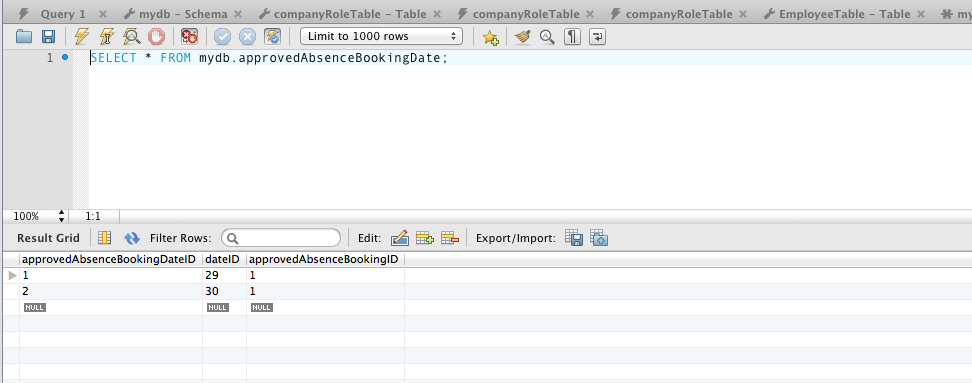 Query 1 mydb - Schema companyRoleTable - Table companyRoleTable companyRoleTable EmployeeTable - Table my
Limit to 1000 rows
1 SELECT * FROM mydb.approvedAbsenceBookingDate;
100% 1:1
Result Grid Filter Rows: Edit: Export/Import:
approvedAbsenceBookingDateID dateID approvedAbsenceBookingID
1 29 1
2 30 1
NULL NULL NULL